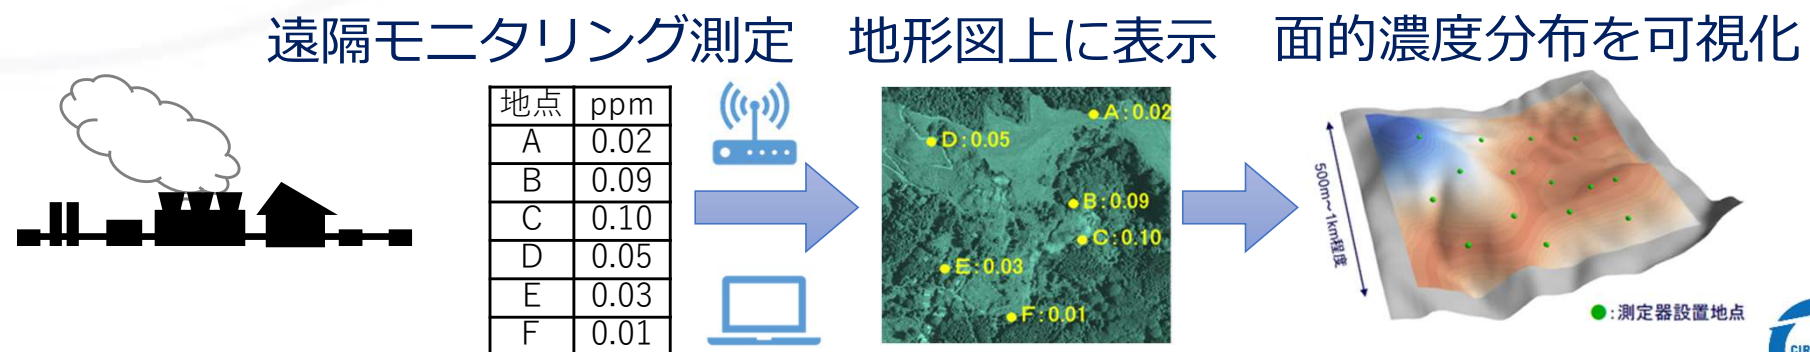 遠隔モニタリング測定
地形図上に表示
面的濃度分布を可視化
地点 ppm
A 0.02
B 0.09
C 0.10
D 0.05
E 0.03
F 0.01
A:0.02
D:0.05
B:0.09
C:0.10
E:0.03
F:0.01
500m～1km程度
●:測定器設置地点